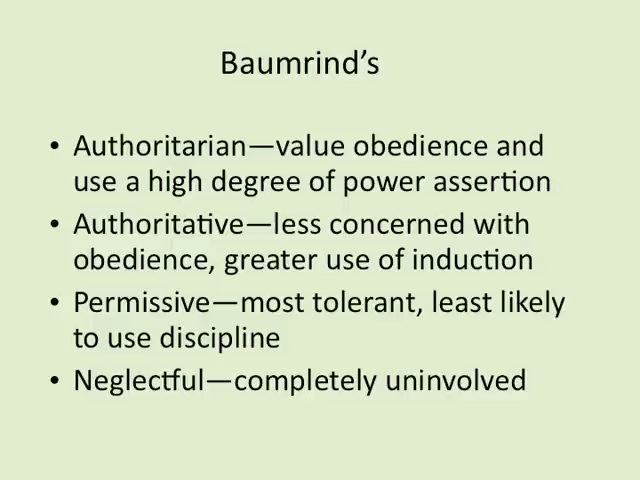 Baumrind’s
• Authoritarian—value obedience and
use a high degree of power assertion
• Authoritative—less concerned with
obedience, greater use of induction
• Permissive—most tolerant, least likely
to use discipline
• Neglectful—completely uninvolved